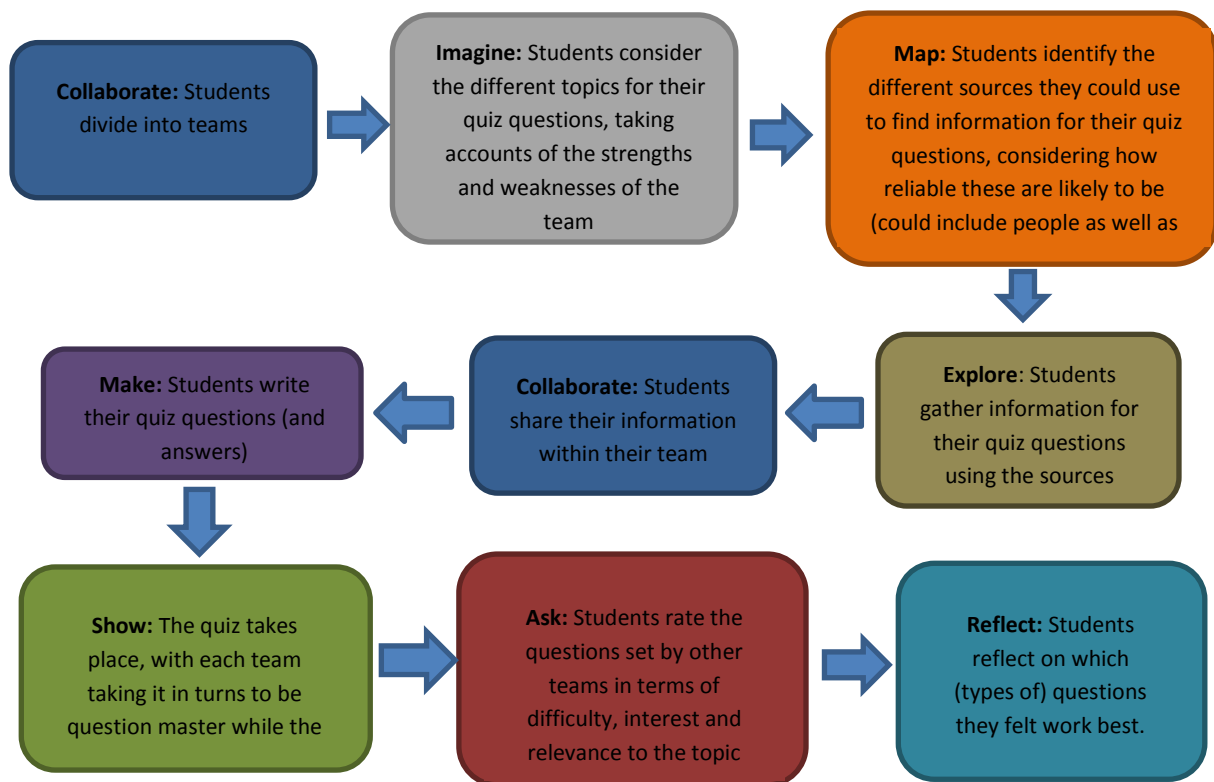 Collaborate: Students
divide into teams
Imagine: Students consider
the different topics for their
quiz questions, taking
accounts of the strengths
and weaknesses of the
team
Map: Students identify the
different sources they could use
to find information for their quiz
questions, considering how
reliable these are likely to be
(could include people as well as
Explore: Students
gather information for
their quiz questions
using the sources
Collaborate: Students
share their information
within their team
Make: Students write
their quiz questions (and
answers)
Show: The quiz takes
place, with each team
taking it in turns to be
question master while the
Ask: Students rate the
questions set by other
teams in terms of
difficulty, interest and
relevance to the topic
Reflect: Students
reflect on which
(types of) questions
they felt work best.